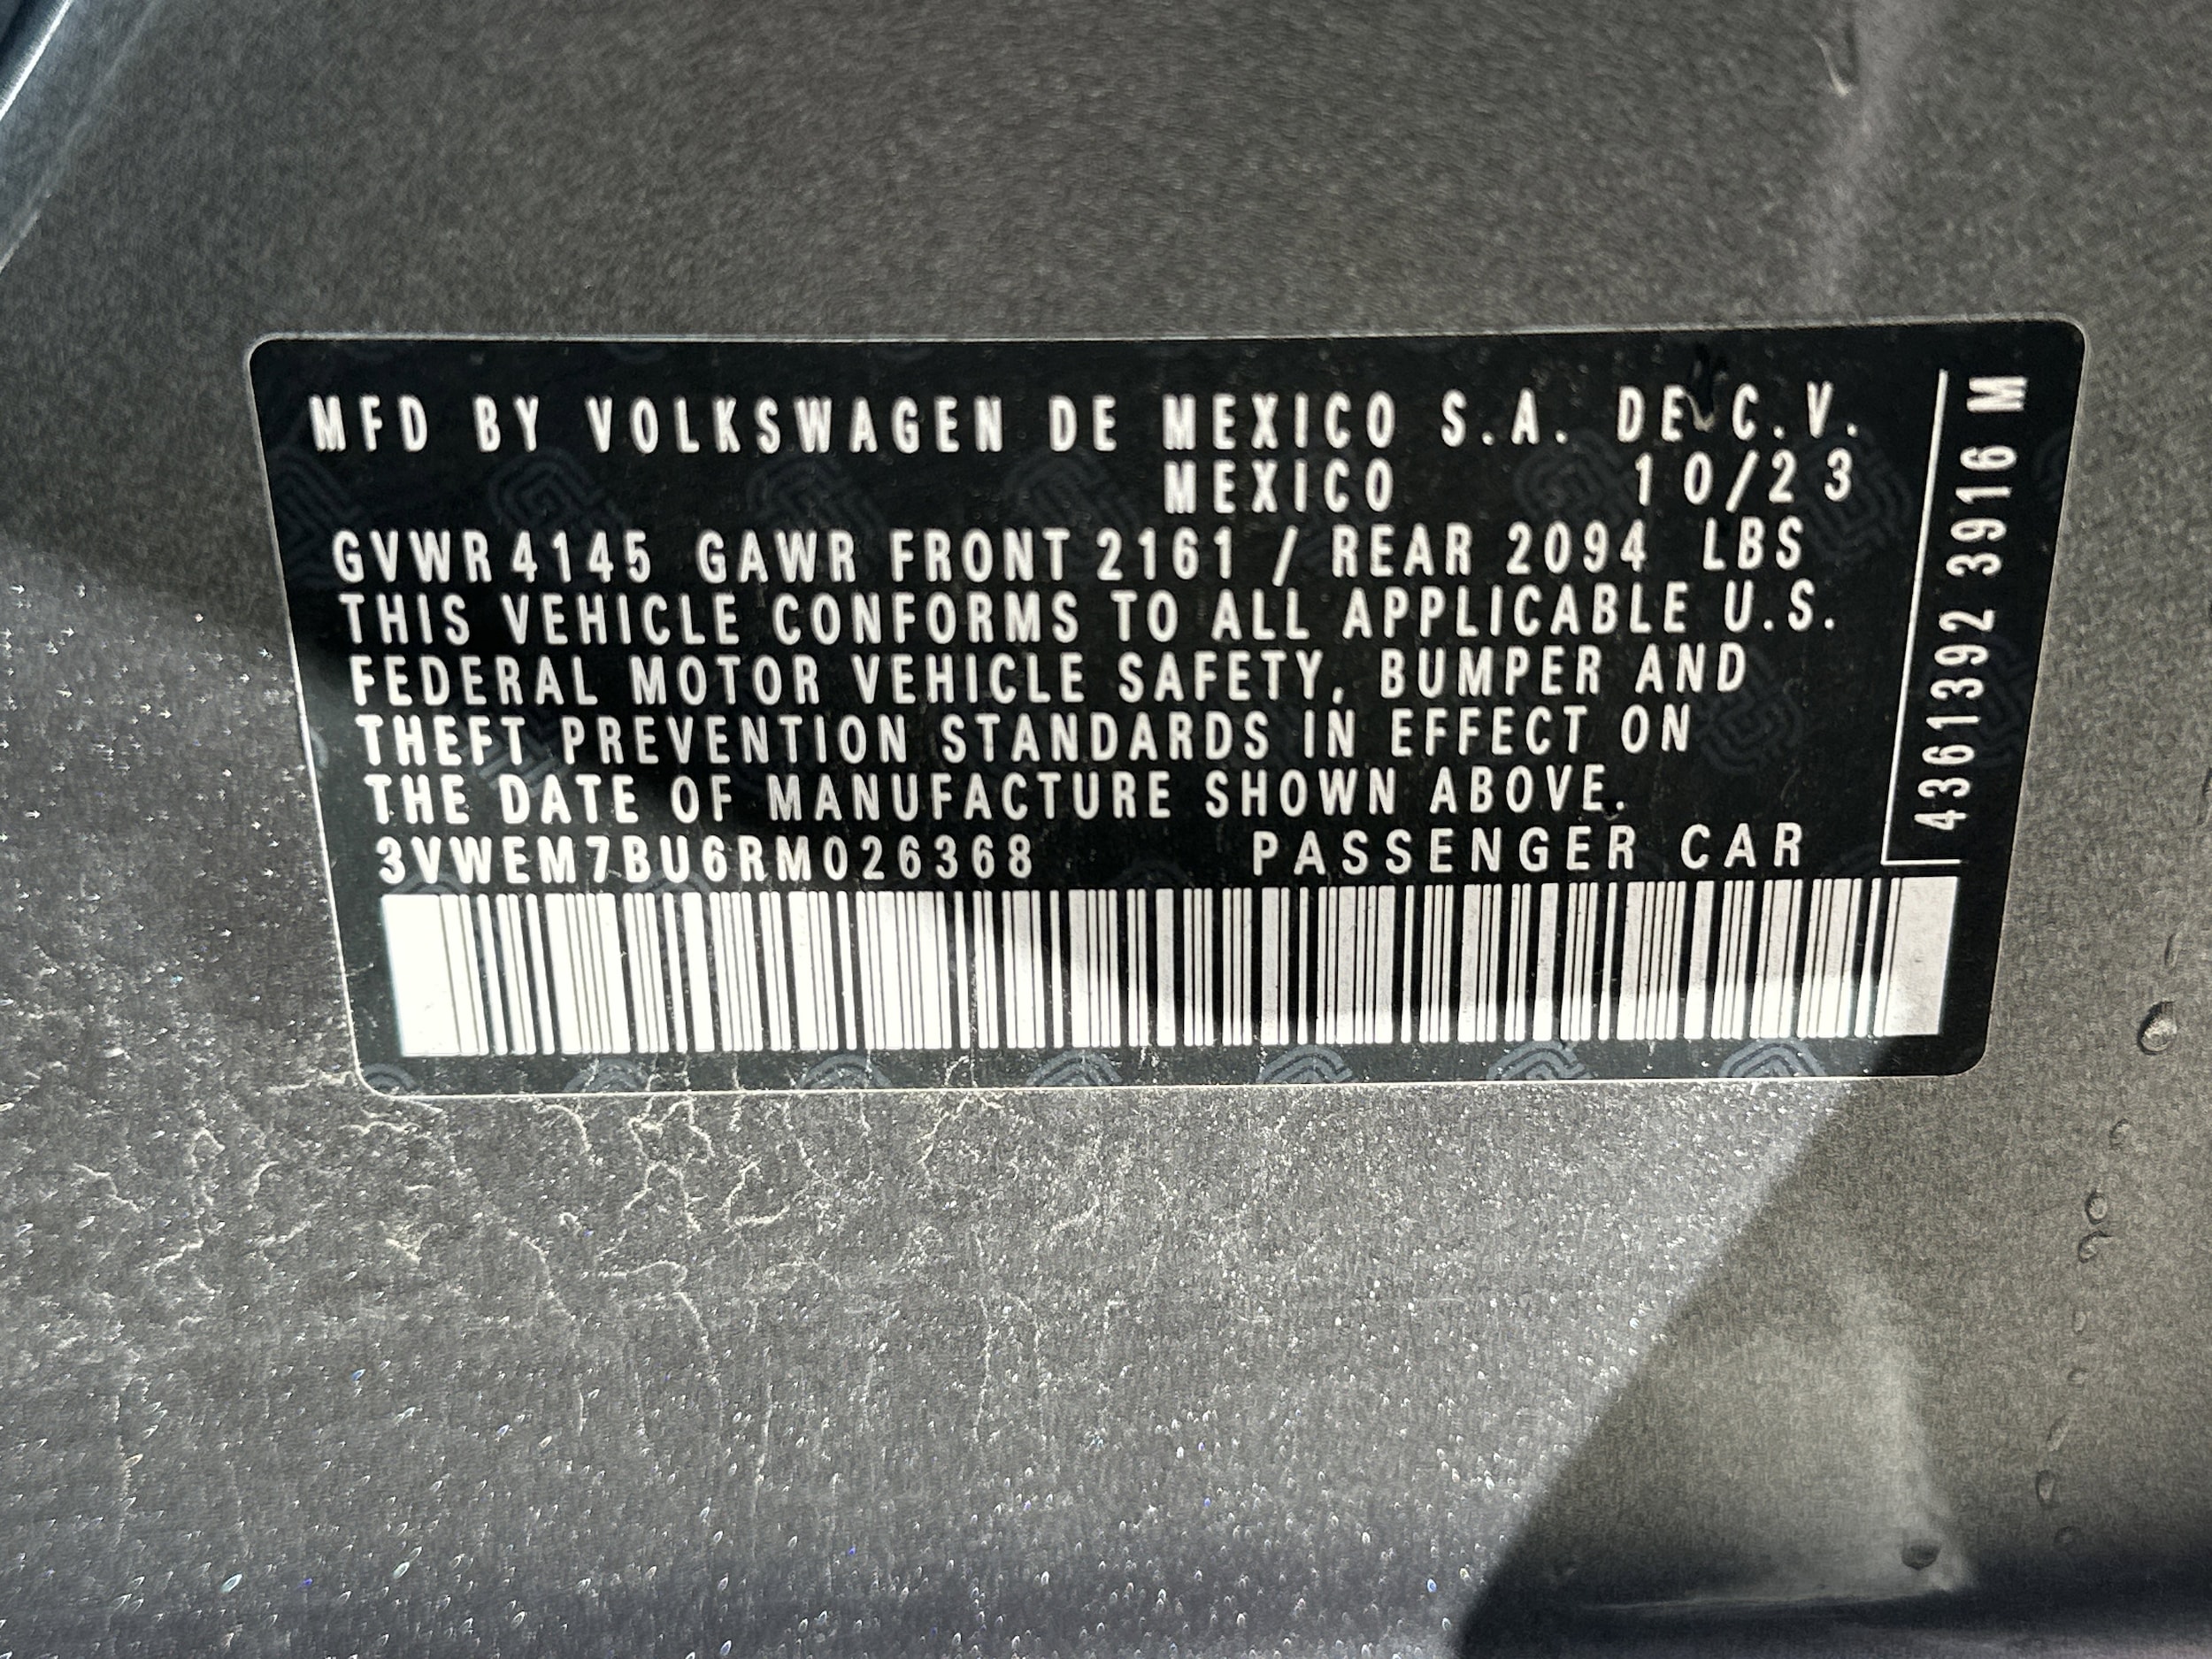 MFD BY VOLKSWAGEN DE MEXICO S.A. DE C.V.
MEXICO 10/23
GVWR 4145 GAWR FRONT 2161 / REAR 2094 LBS
THIS VEHICLE CONFORMS TO ALL APPLICABLE U.S.
FEDERAL MOTOR VEHICLE SAFETY, BUMPER AND
THEFT PREVENTION STANDARDS IN EFFECT ON
THE DATE OF MANUFACTURE SHOWN ABOVE.
3VWEM7BU6RM026368 PASSENGER CAR
4361392 3916 M